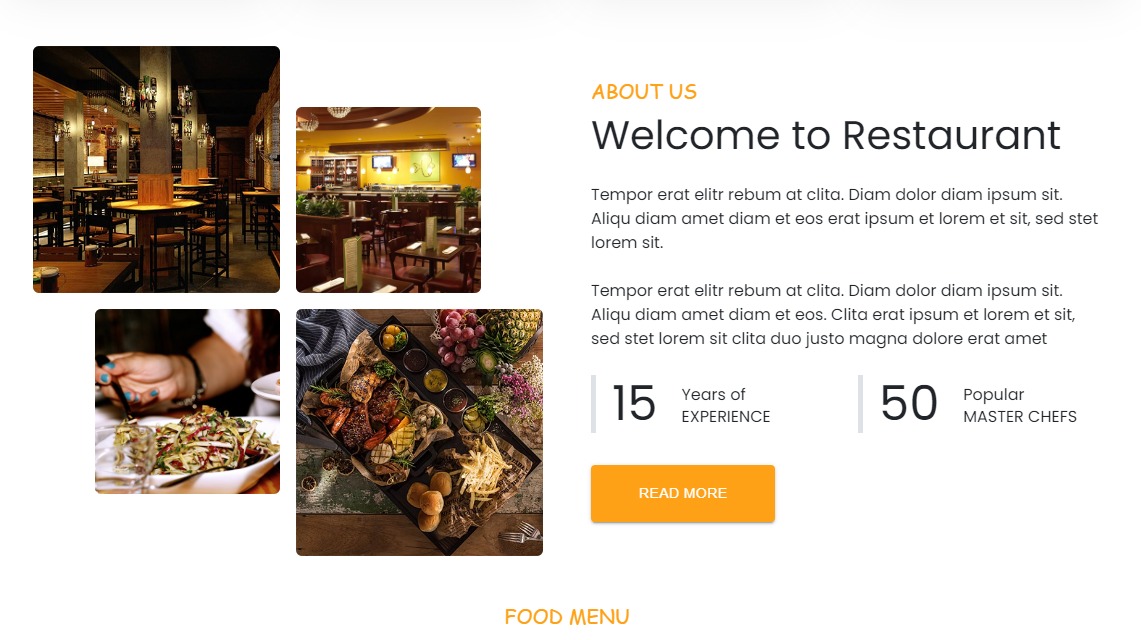 ABOUT US
Welcome to Restaurant
Tempor erat elitr rebum at clita. Diam dolor diam ipsum sit.
Aliqu diam amet diam et eos erat ipsum et lorem et sit, sed stet
lorem sit.
Tempor erat elitr rebum at clita. Diam dolor diam ipsum sit.
Aliqu diam amet diam et eos. Clita erat ipsum et lorem et sit,
sed stet lorem sit clita duo justo magna dolore erat amet
15 Years of
EXPERIENCE
50 Popular
MASTER CHEFS
READ MORE
FOOD MENU